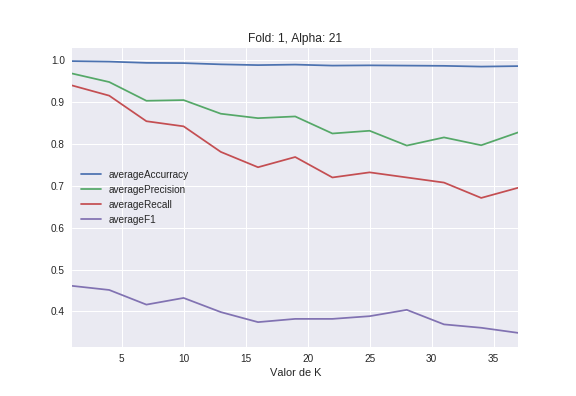 Fold: 1, Alpha: 21
1.0
0.9
0.8
0.7
0.6
0.5
0.4
averageAccurracy
averagePrecision
averageRecall
averageF1
5 10 15 20 25 30 35
Valor de K